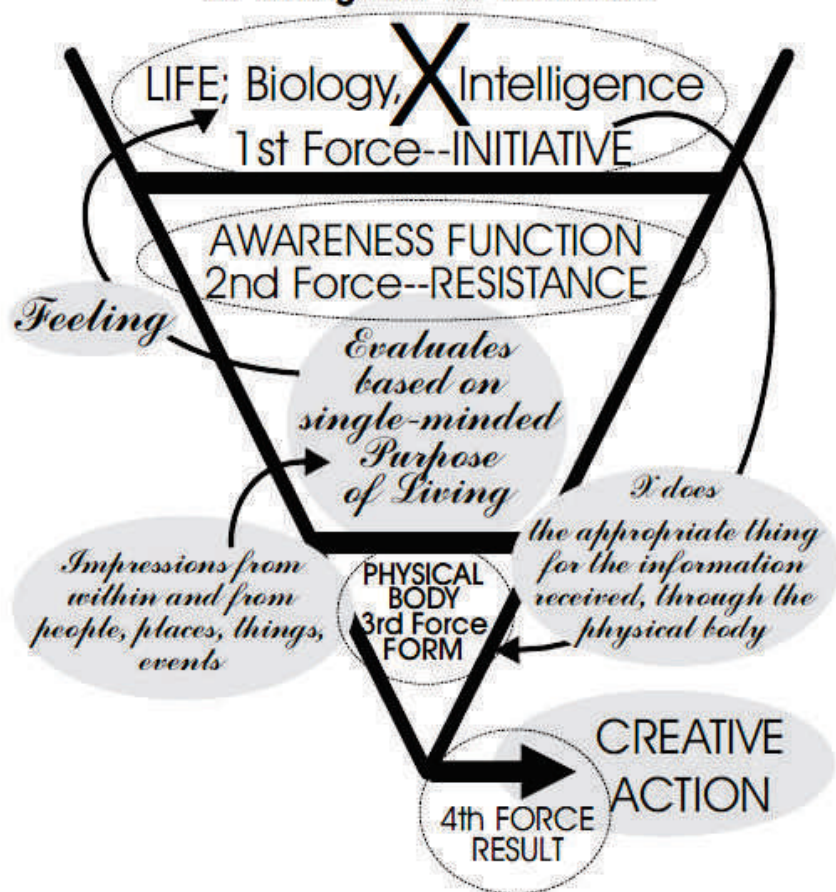 LIFE; Biology, X Intelligence
1st Force--INITIATIVE
AWARENESS FUNCTION
2nd Force--RESISTANCE
Feeling
Evaluates
based on
single-minded
Purpose
of Living
Impressions from
within and from
people, places, things,
events
X does
the appropriate thing
for the information
received, through the
physical body
PHYSICAL
BODY
3rd Force
FORM
CREATIVE
ACTION
4th FORCE
RESULT